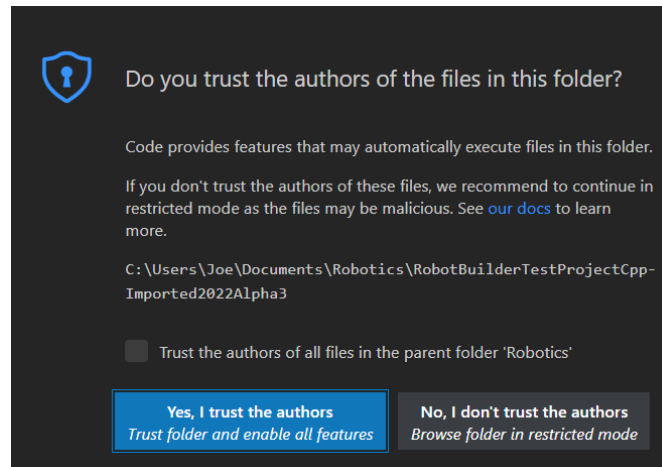 Do you trust the authors of the files in this folder?
Code provides features that may automatically execute files in this folder.
If you don't trust the authors of these files, we recommend to continue in
restricted mode as the files may be malicious. See our docs to learn
more.
C:\Users\Joe\Documents\Robotics\RobotBuilderTestProjectCpp-
Imported2022Alpha3
Trust the authors of all files in the parent folder 'Robotics'
Yes, I trust the authors
Trust folder and enable all features
No, I don't trust the authors
Browse folder in restricted mode